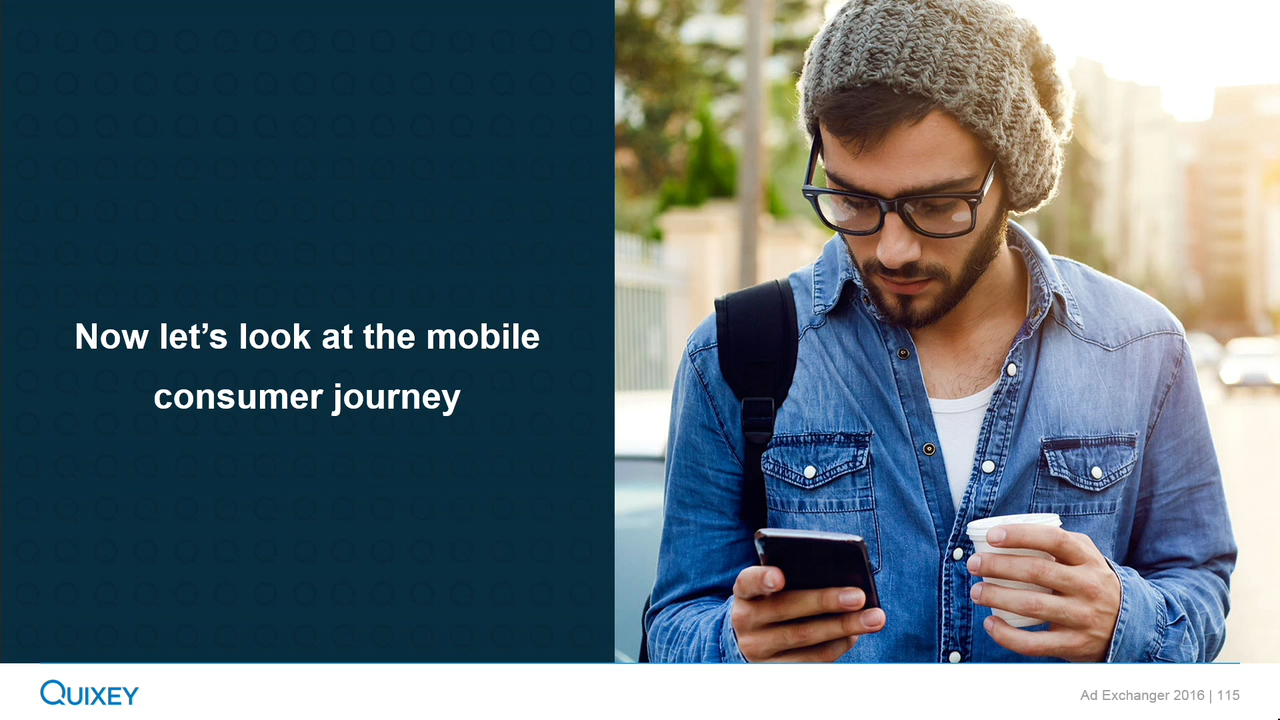 Now let’s look at the mobile
consumer journey
QUIXEY
Ad Exchanger 2016 | 115